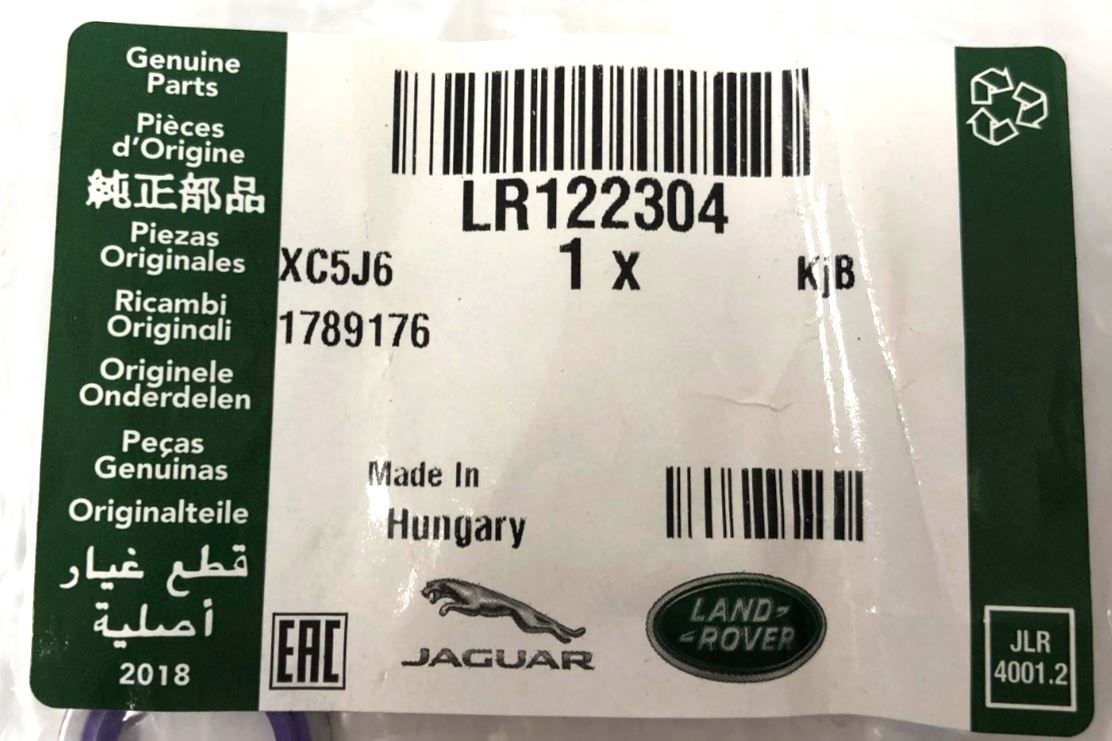 Genuine
Parts
Pièces
d'Origine
純正部品
Piezas
Originales
Ricambi
Originali
Originele
Onderdelen
Peças
Genuinas
Originalteile
قطع غيار
أصلية
2018
LR122304
XC5J6
1 x
KjB
1789176
Made In
Hungary
EAC
JAGUAR
LAND-
-ROVER
JLR
4001.2